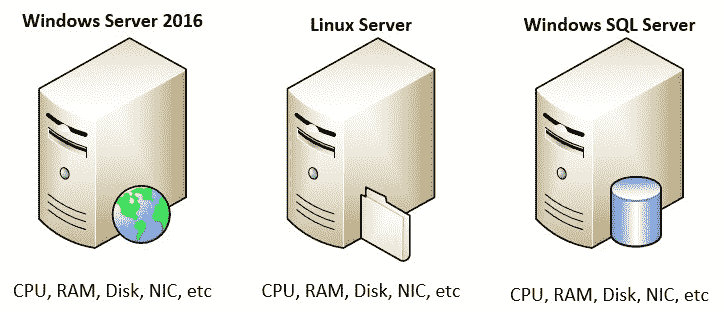 Windows Server 2016
Linux Server
Windows SQL Server
CPU, RAM, Disk, NIC, etc
CPU, RAM, Disk, NIC, etc
CPU, RAM, Disk, NIC, etc